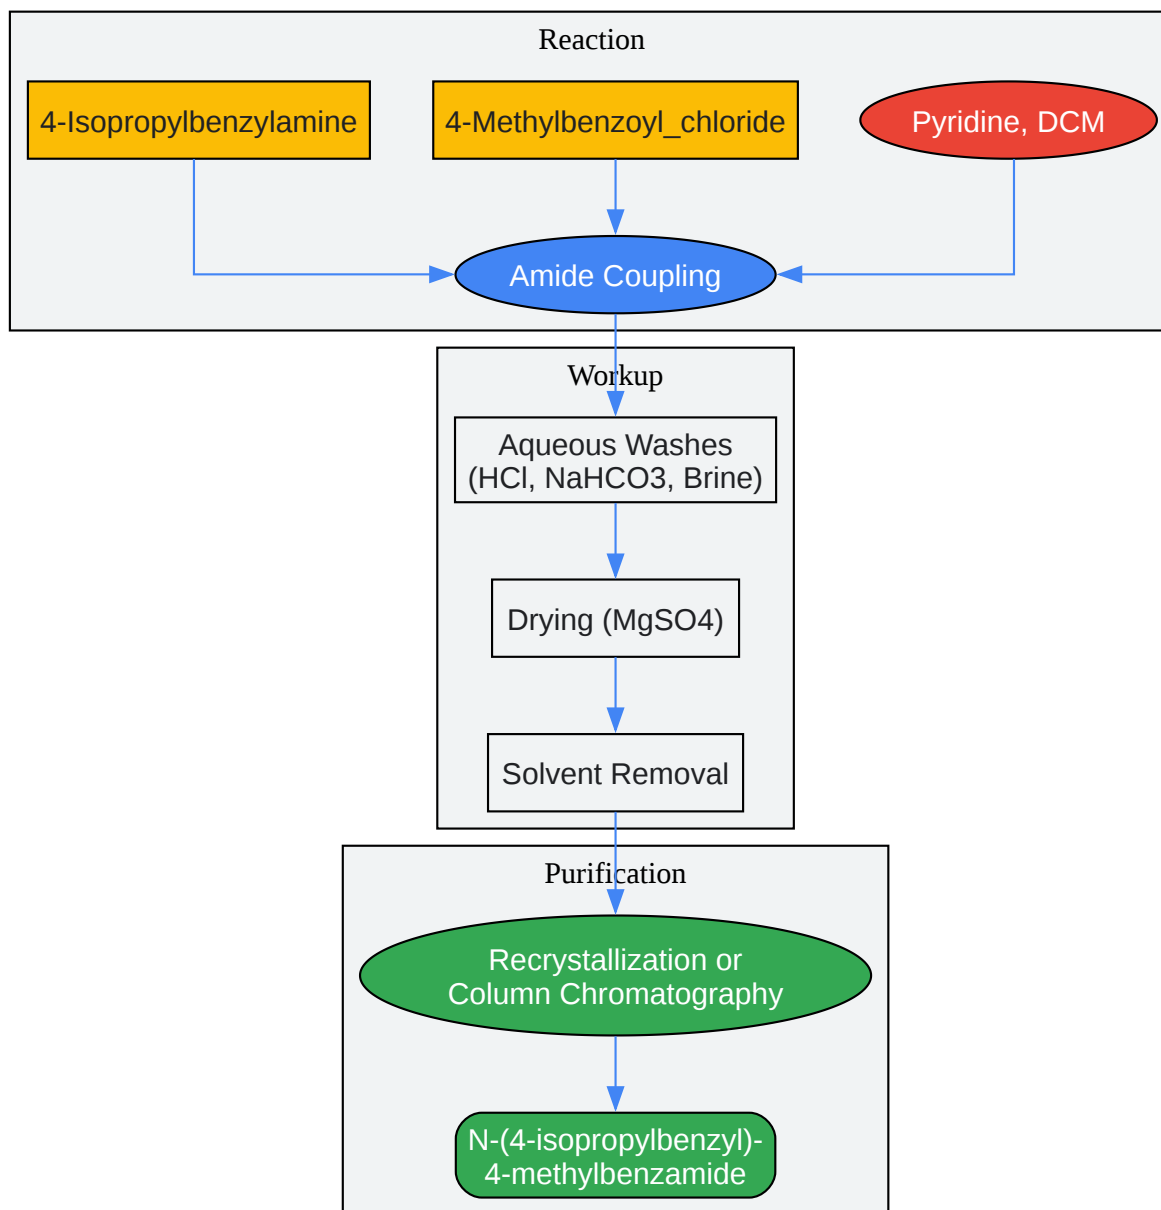 Reaction
4-Isopropylbenzylamine
4-Methylbenzoyl_chloride
Pyridine, DCM
Amide Coupling
Workup
Aqueous Washes
(HCl, NaHCO3, Brine)
Drying (MgSO4)
Solvent Removal
Purification
Recrystallization or
Column Chromatography
N-(4-isopropylbenzyl)-
4-methylbenzamide